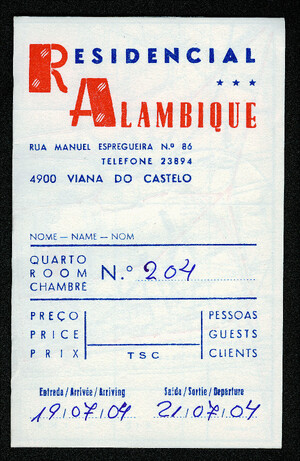 RESIDENCIAL
★★★
ALAMBIQUE
RUA MANUEL ESPREGUEIRA N.º 86
TELEFONE 23894
4900 VIANA DO CASTELO
NOME — NAME — NOM
QUARTO
ROOM N.º 204
CHAMBRE
PREÇO PESSOAS
PRICE GUESTS
PRIX TSC CLIENTS
Entrada / Arrivée / Arriving Saída / Sortie / Departure
19/07/04 21/07/04